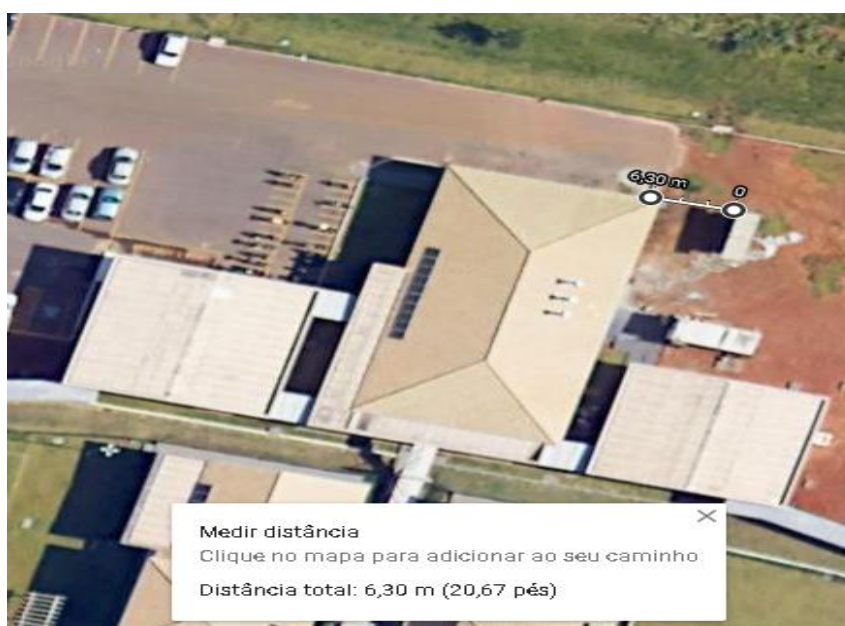 6,30 m
0
Medir distância
Clique no mapa para adicionar ao seu caminho
Distância total: 6,30 m (20,67 pés)